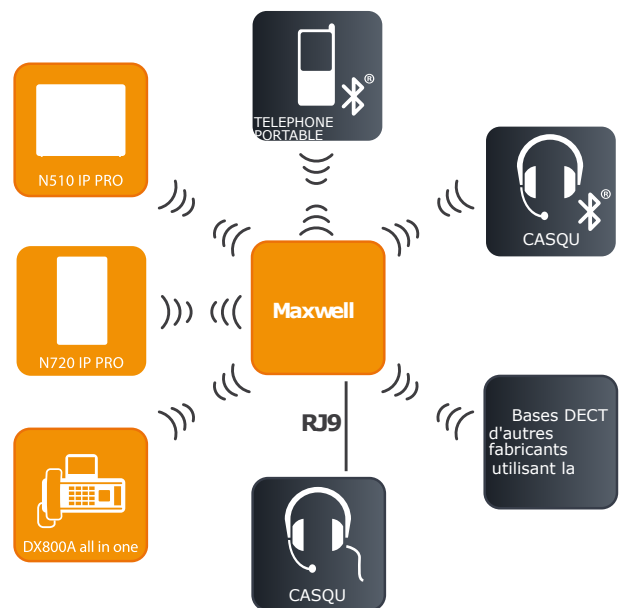 TELEPHONE
PORTABLE
®
N510 IP PRO
®
CASQU
N720 IP PRO
Maxwell
Bases DECT
d'autres
fabricants
utilisant la
RJ9
DX800A all in one
CASQU